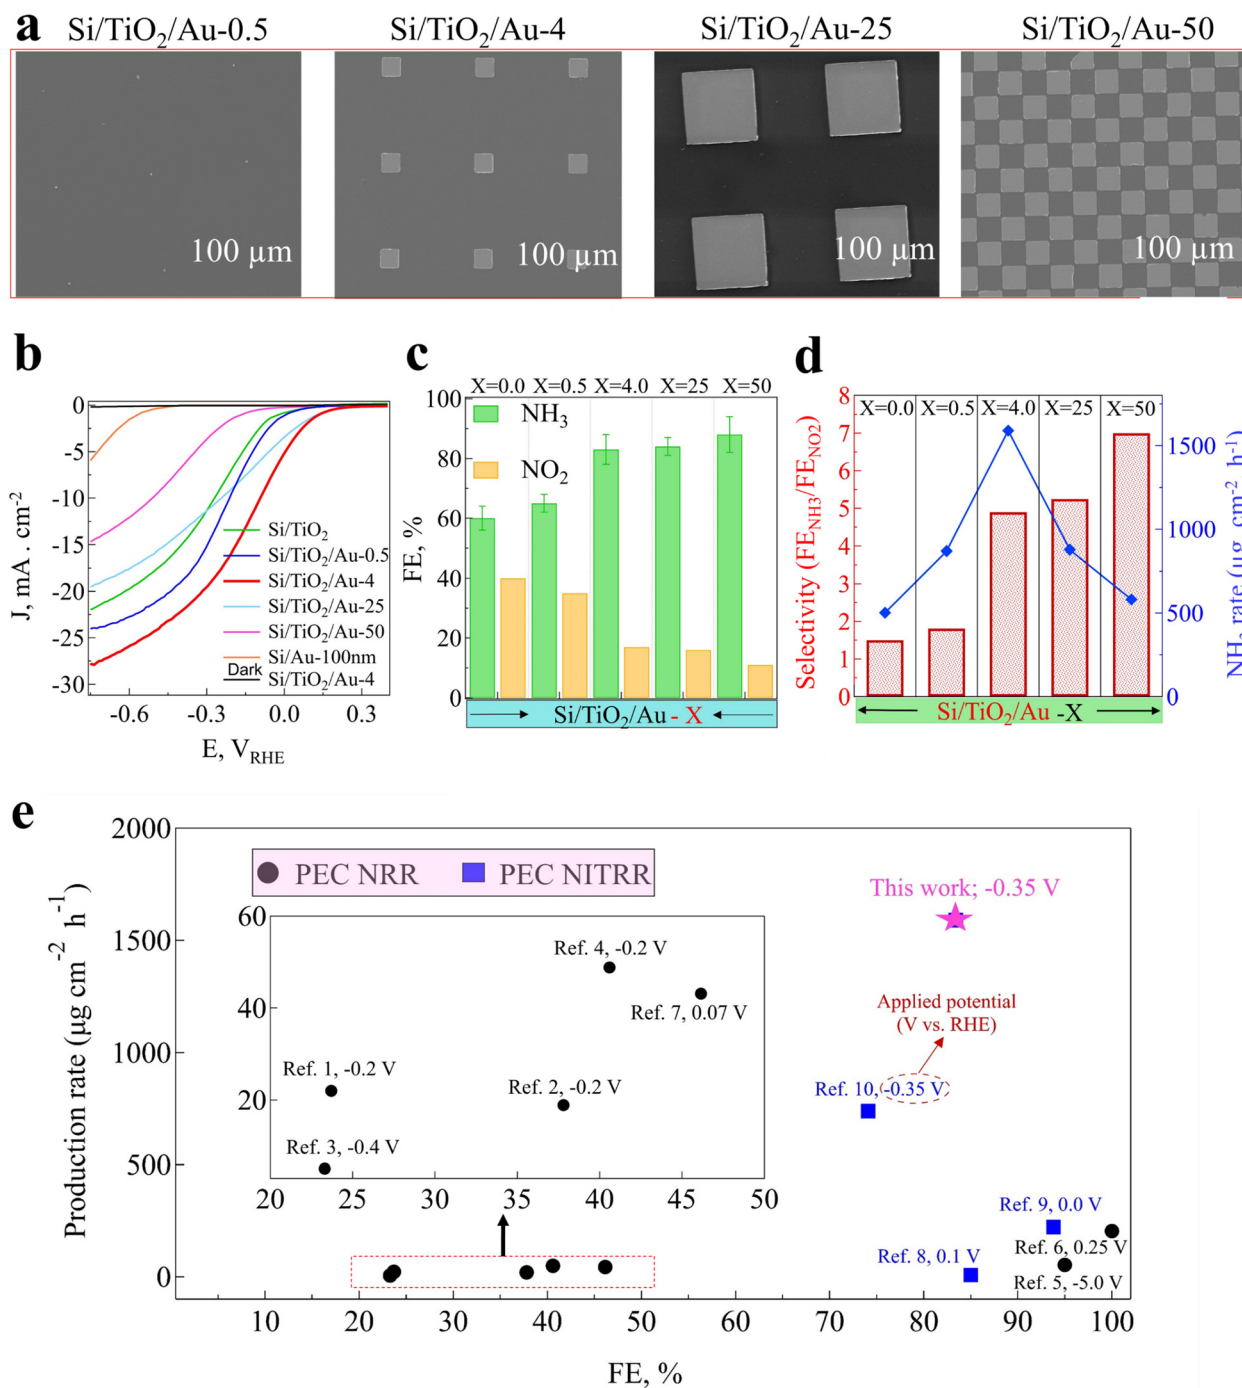 a
Si/TiO₂/Au-0.5
Si/TiO₂/Au-4
Si/TiO₂/Au-25
Si/TiO₂/Au-50
100 µm
100 µm
100 µm
100 µm
b
0
-5
-10
-15
-20
-25
-30
J, mA . cm⁻²
Si/TiO₂
Si/TiO₂/Au-0.5
Si/TiO₂/Au-4
Si/TiO₂/Au-25
Si/TiO₂/Au-50
Si/Au-100nm
Dark
Si/TiO₂/Au-4
-0.6
-0.3
0.0
0.3
E, V_RHE
c
X=0.0
X=0.5
X=4.0
X=25
X=50
100
80
60
40
20
0
FE, %
NH₃
NO₂
Si/TiO₂/Au - X
d
8
7
6
5
4
3
2
1
0
Selectivity (FE_NH3/FE_NO2)
X=0.0
X=0.5
X=4.0
X=25
X=50
1500
1000
500
0
rate (µg cm⁻² h⁻¹)
Si/TiO₂/Au -X
e
2000
1500
1000
500
0
Production rate (µg cm⁻² h⁻¹)
PEC NRR
PEC NITRR
This work; -0.35 V
60
40
20
Ref. 4, -0.2 V
Ref. 7, 0.07 V
Ref. 1, -0.2 V
Ref. 2, -0.2 V
Ref. 3, -0.4 V
20
25
30
35
40
45
50
Applied potential
(V vs. RHE)
Ref. 10, -0.35 V
Ref. 9, 0.0 V
Ref. 6, 0.25 V
Ref. 8, 0.1 V
Ref. 5, -5.0 V
10
20
30
40
50
60
70
80
90
100
FE, %